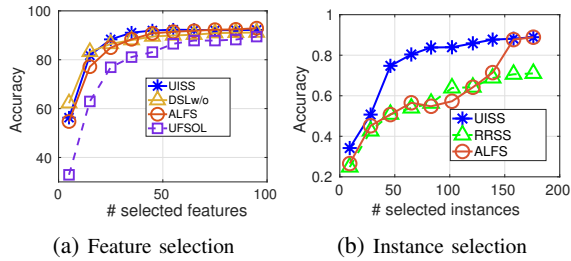 100
80
60
40
Accuracy
0
50
100
# selected features
UISS
DSLw/o
ALFS
UFSOL
(a) Feature selection
1
0.8
0.6
0.4
0.2
Accuracy
0
50
100
150
200
# selected instances
UISS
RRSS
ALFS
(b) Instance selection